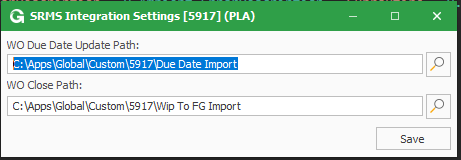 SRMS Integration Settings [5917] (PLA)
WO Due Date Update Path:
C:\Apps\Global\Custom\5917\Due Date Import
WO Close Path:
C:\Apps\Global\Custom\5917\Wip To FG Import
Save